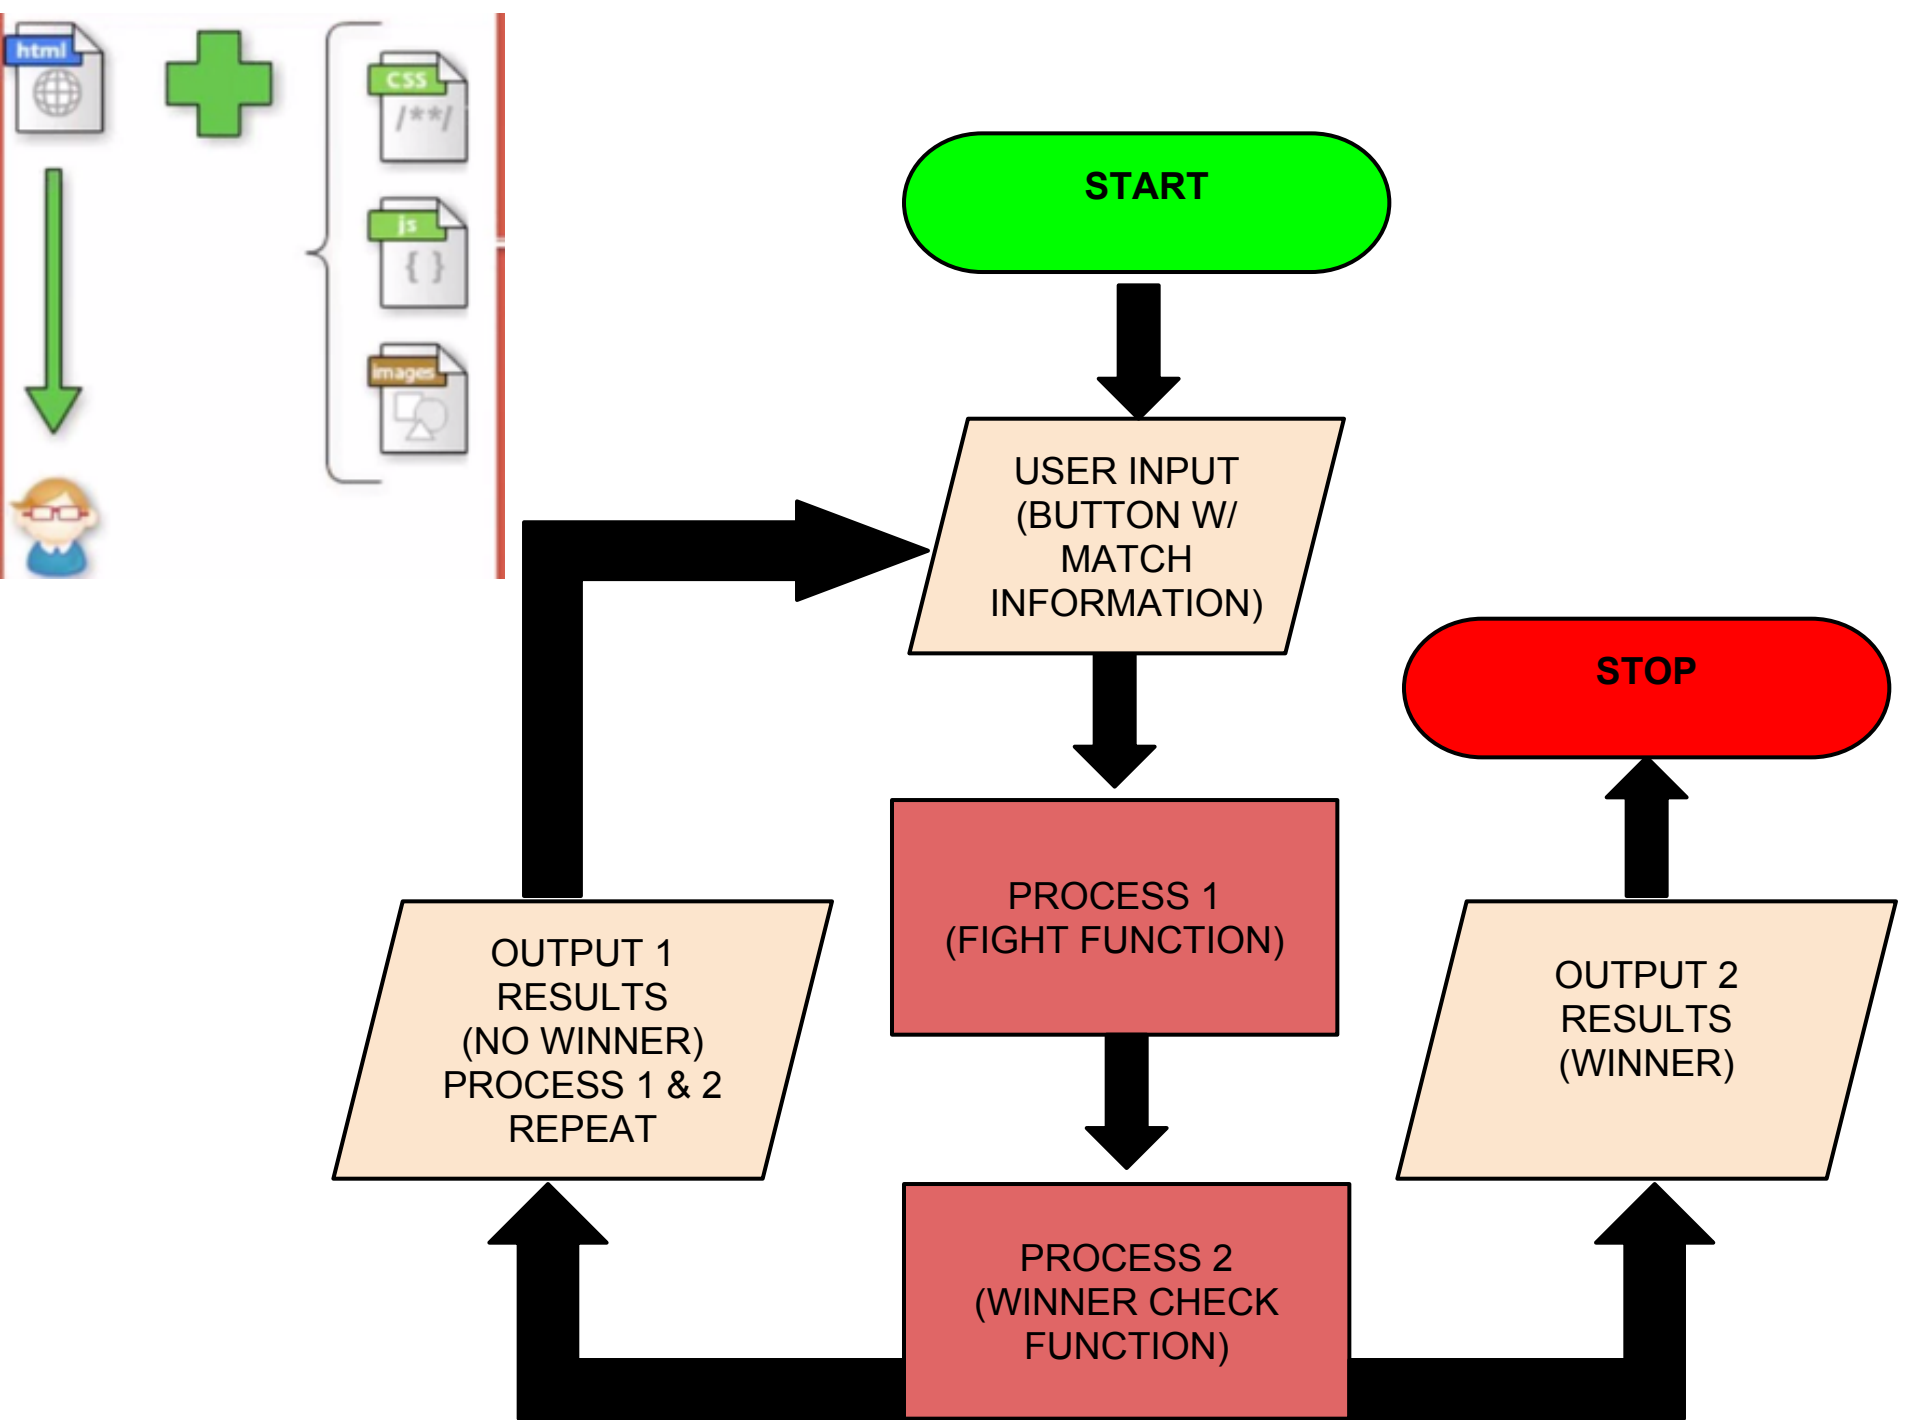 html
CSS
/**/
js
{ }
images
START
USER INPUT
(BUTTON W/
MATCH
INFORMATION)
STOP
PROCESS 1
(FIGHT FUNCTION)
OUTPUT 1
RESULTS
(NO WINNER)
PROCESS 1 & 2
REPEAT
OUTPUT 2
RESULTS
(WINNER)
PROCESS 2
(WINNER CHECK
FUNCTION)